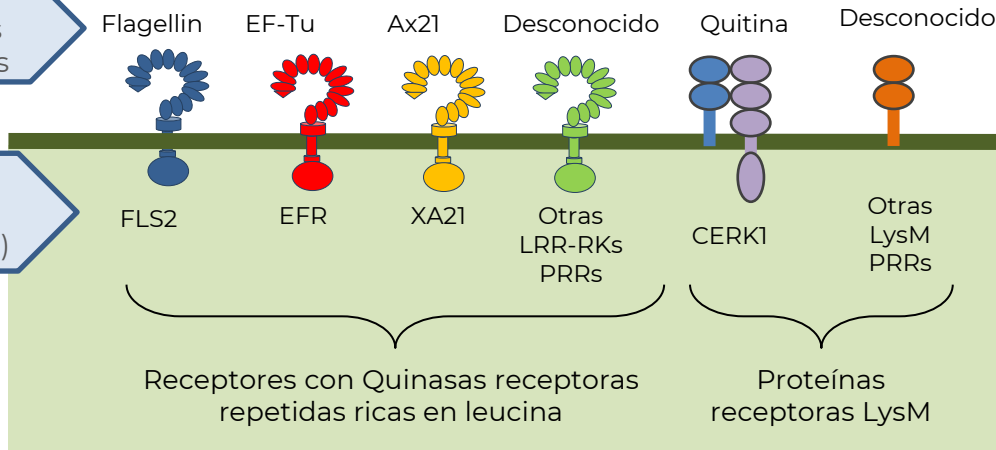 Flagellin EF-Tu Ax21 Desconocido Quitina Desconocido
s
s
)
FLS2 EFR XA21 Otras LRR-RKs PRRs CERK1 Otras LysM PRRs
Receptores con Quinasas receptoras
repetidas ricas en leucina
Proteínas
receptoras LysM